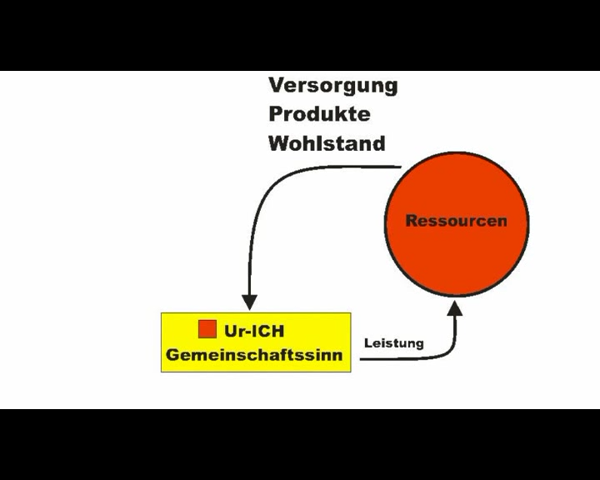 Versorgung
Produkte
Wohlstand
Ressourcen
Ur-ICH
Gemeinschaftssinn
Leistung